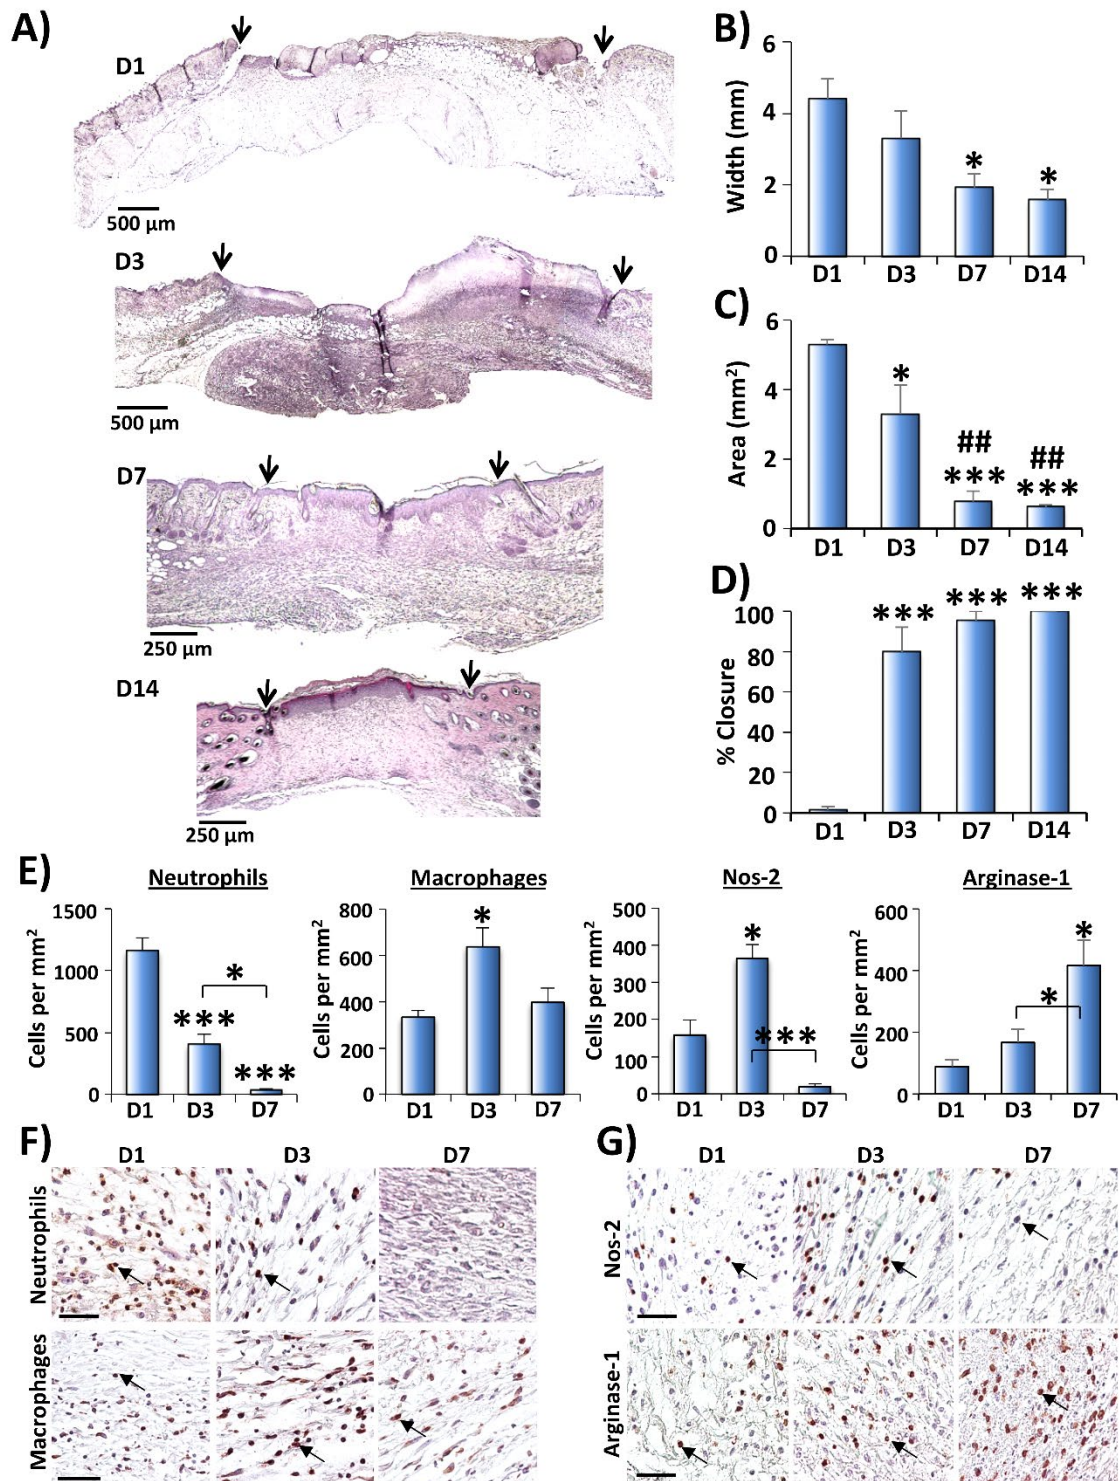 A)
D1
500 µm
D3
500 µm
D7
250 µm
D14
250 µm
B)
Width (mm)
6
4
2
0
*
*
D1 D3 D7 D14
C)
Area (mm²)
6
4
2
0
*
##
***
##
***
D1 D3 D7 D14
D)
% Closure
100
80
60
40
20
0
***
***
***
D1 D3 D7 D14
E)
Neutrophils
Cells per mm²
1500
1000
500
0
*
***
***
D1 D3 D7
Macrophages
Cells per mm²
800
600
400
200
0
*
D1 D3 D7
Nos-2
Cells per mm²
500
400
300
200
100
0
*
***
D1 D3 D7
Arginase-1
Cells per mm²
600
400
200
0
*
*
D1 D3 D7
F)
D1 D3 D7
Neutrophils
Macrophages
G)
D1 D3 D7
Nos-2
Arginase-1